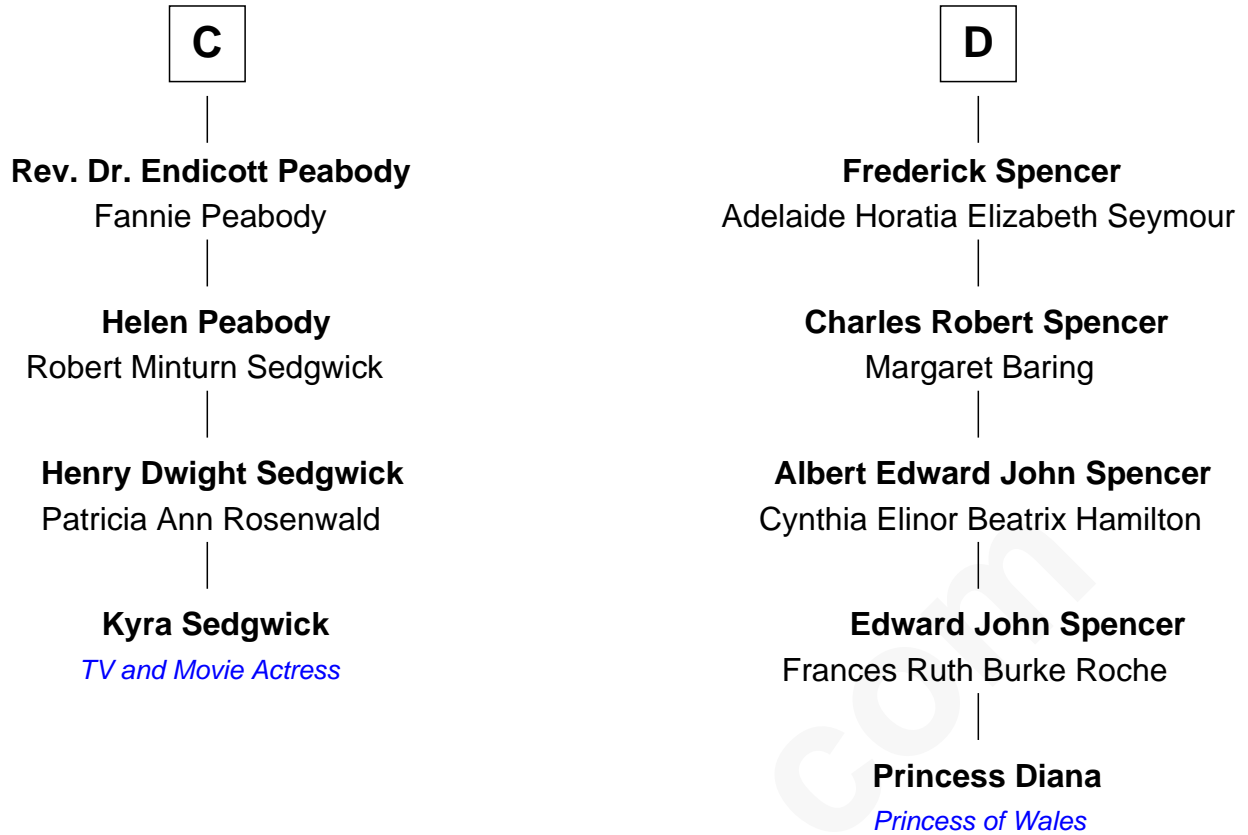 C
Rev. Dr. Endicott Peabody
Fannie Peabody
Helen Peabody
Robert Minturn Sedgwick
Henry Dwight Sedgwick
Patricia Ann Rosenwald
Kyra Sedgwick
TV and Movie Actress
D
Frederick Spencer
Adelaide Horatia Elizabeth Seymour
Charles Robert Spencer
Margaret Baring
Albert Edward John Spencer
Cynthia Elinor Beatrix Hamilton
Edward John Spencer
Frances Ruth Burke Roche
Princess Diana
Princess of Wales
com